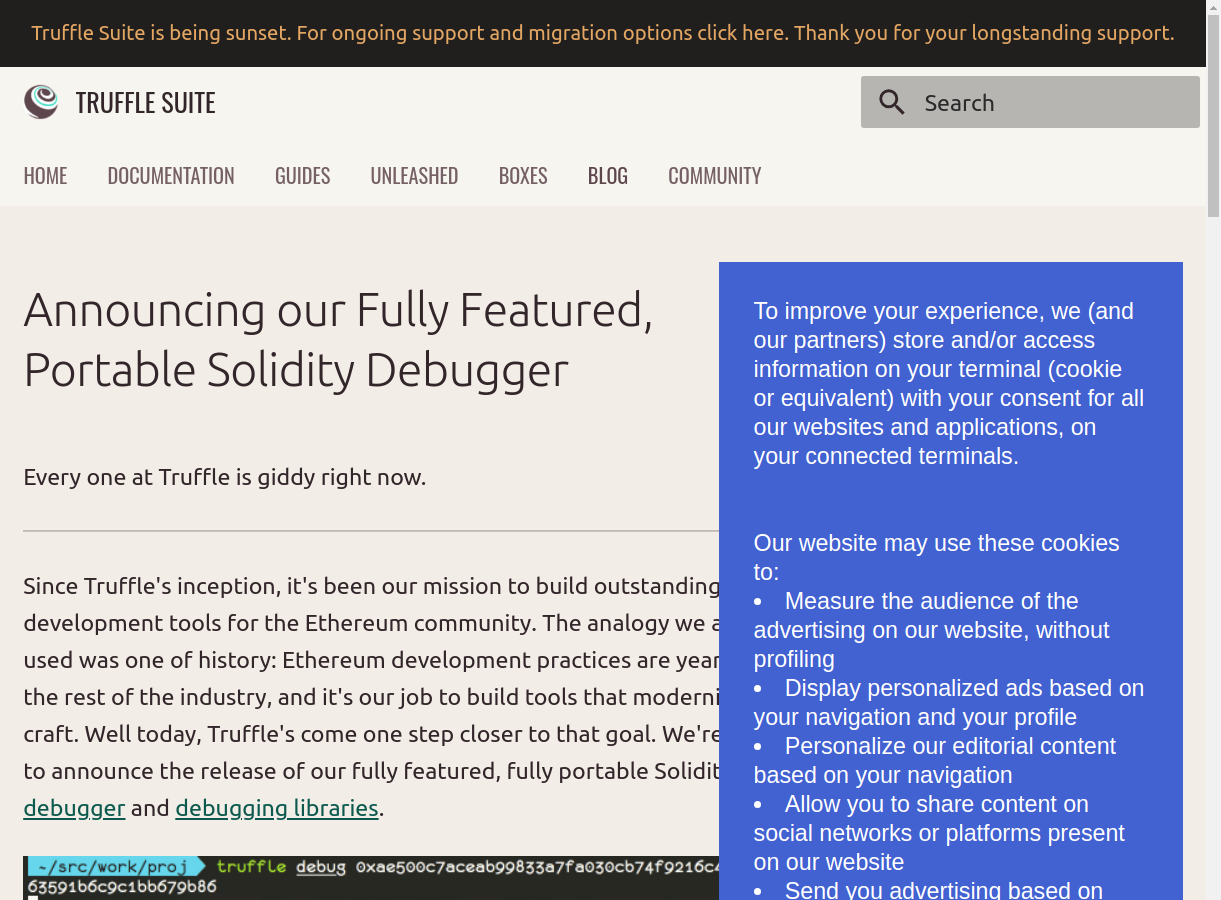 Truffle Suite is being sunset. For ongoing support and migration options click here. Thank you for your longstanding support.
TRUFFLE SUITE
Search
HOME DOCUMENTATION GUIDES UNLEASHED BOXES BLOG COMMUNITY
Announcing our Fully Featured,
Portable Solidity Debugger
Every one at Truffle is giddy right now.
Since Truffle's inception, it's been our mission to build outstanding
development tools for the Ethereum community. The analogy we
used was one of history: Ethereum development practices are
the rest of the industry, and it's our job to build tools that
craft. Well today, Truffle's come one step closer to that goal. We're
to announce the release of our fully featured, fully portable
debugger and debugging libraries.
~/src/work/proj truffle debug 0xae500c7aceab99833a7fa030cb74f9216c
63591b6c9c1bb679b86
To improve your experience, we (and
our partners) store and/or access
information on your terminal (cookie
or equivalent) with your consent for all
our websites and applications, on
your connected terminals.
Our website may use these cookies
to:
• Measure the audience of the
advertising on our website, without
profiling
• Display personalized ads based on
your navigation and your profile
• Personalize our editorial content
based on your navigation
• Allow you to share content on
social networks or platforms present
on our website
• Send you advertising based on